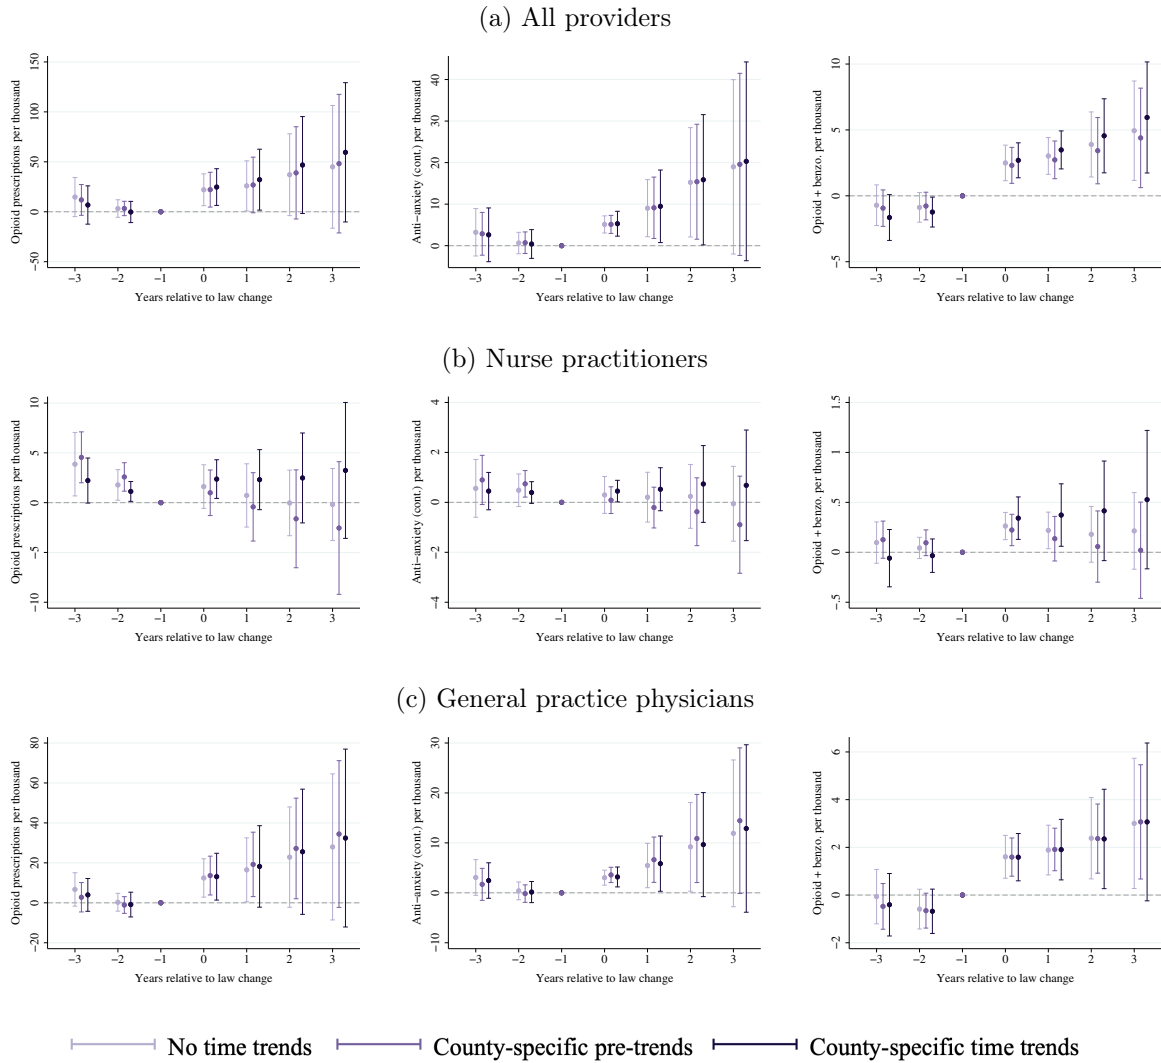 (a) All providers
Opioid prescriptions per thousand
150
100
50
0
−50
−3 −2 −1 0 1 2 3
Years relative to law change
Anti−anxiety (cont.) per thousand
40
30
20
10
0
−3 −2 −1 0 1 2 3
Years relative to law change
Opioid + benzo. per thousand
10
5
0
−5
−3 −2 −1 0 1 2 3
Years relative to law change
(b) Nurse practitioners
Opioid prescriptions per thousand
10
5
0
−5
−10
−3 −2 −1 0 1 2 3
Years relative to law change
Anti−anxiety (cont.) per thousand
4
2
0
−2
−4
−3 −2 −1 0 1 2 3
Years relative to law change
Opioid + benzo. per thousand
1.5
1
.5
0
−.5
−3 −2 −1 0 1 2 3
Years relative to law change
(c) General practice physicians
Opioid prescriptions per thousand
80
60
40
20
0
−20
−3 −2 −1 0 1 2 3
Years relative to law change
Anti−anxiety (cont.) per thousand
30
20
10
0
−10
−3 −2 −1 0 1 2 3
Years relative to law change
Opioid + benzo. per thousand
6
4
2
0
−2
−3 −2 −1 0 1 2 3
Years relative to law change
No time trends County-specific pre-trends County-specific time trends